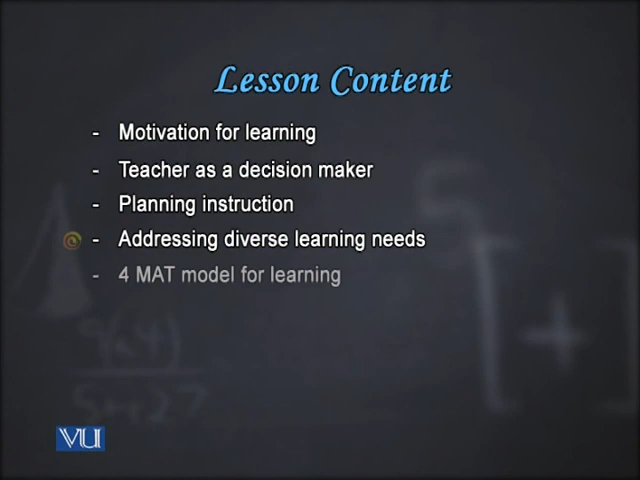 Lesson Content
- Motivation for learning
- Teacher as a decision maker
- Planning instruction
- Addressing diverse learning needs
- 4 MAT model for learning
VU